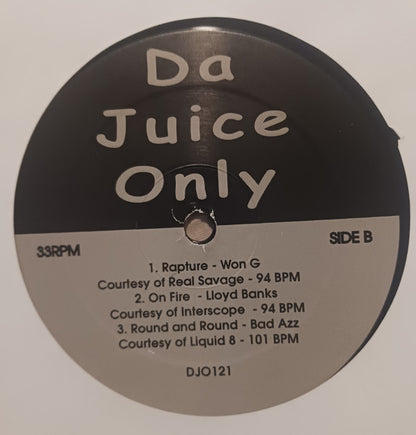 Da
Juice
Only
33RPM
SIDE B
1. Rapture - Won G
Courtesy of Real Savage - 94 BPM
2. On Fire - Lloyd Banks
Courtesy of Interscope - 94 BPM
3. Round and Round - Bad Azz
Courtesy of Liquid 8 - 101 BPM
DJO121